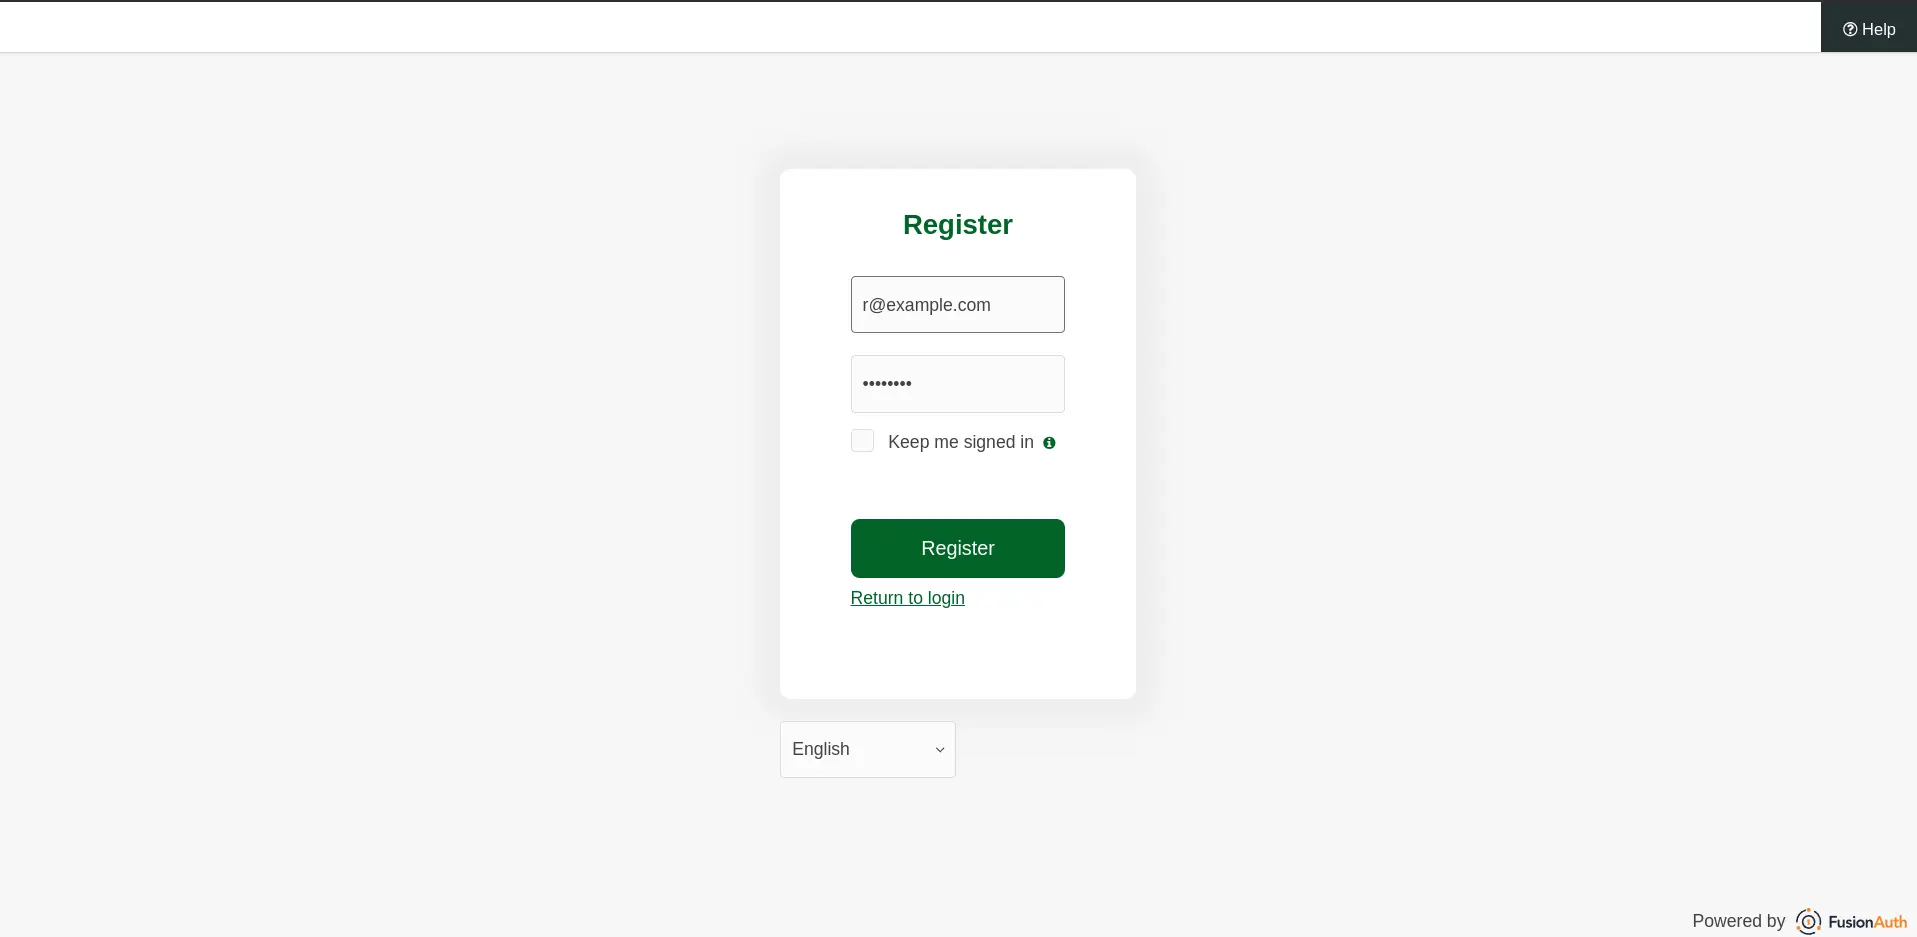 Help
Register
r@example.com
••••••••
Keep me signed in
Register
Return to login
English
Powered by FusionAuth